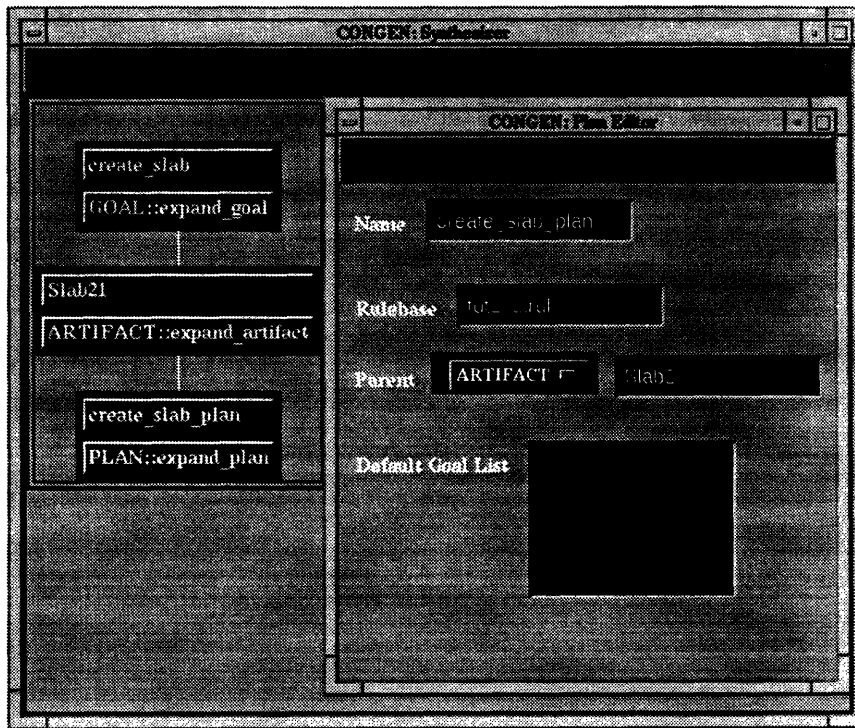 CONGEN: Synthesizer
CONGEN: Plan Editor
create_slab
GOAL::expand_goal
Slab21
ARTIFACT::expand_artifact
create_slab_plan
PLAN::expand_plan
Name create_slab_plan
Rulebase
Parent ARTIFACT
Default Goal List